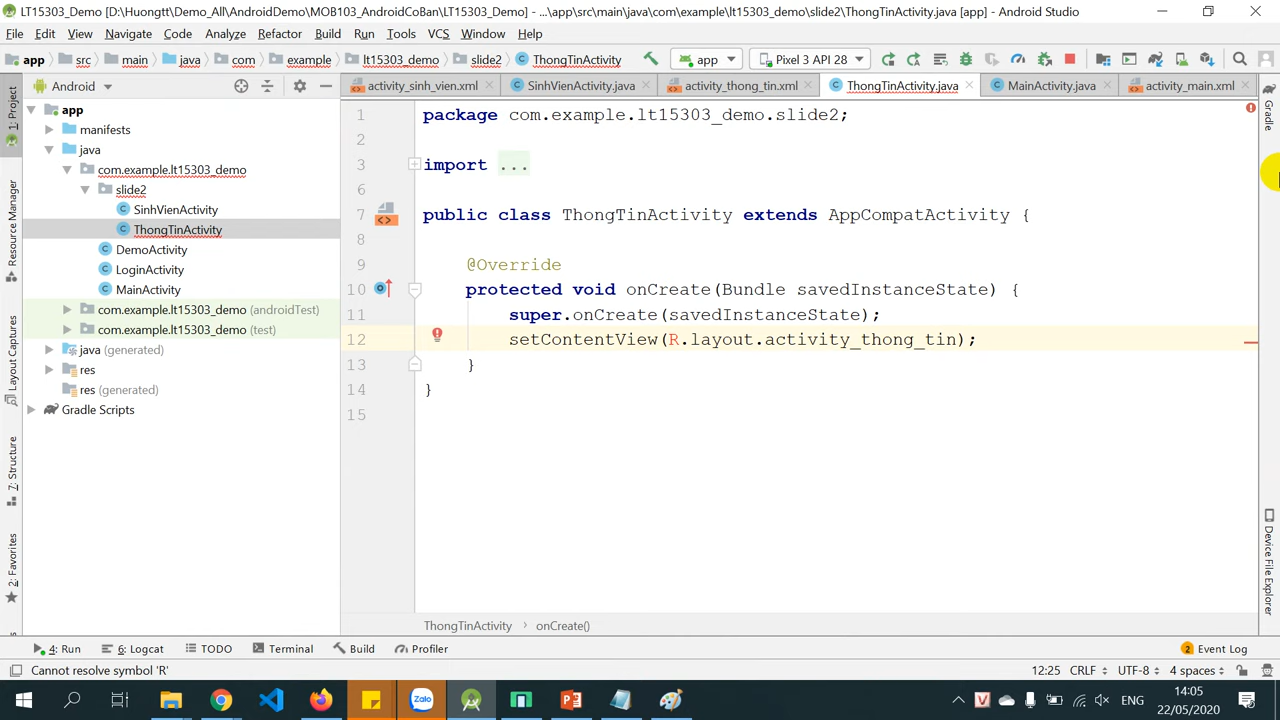 LT15303_Demo [D:\Huongtt\Demo_All\AndroidDemo\MOB103_AndroidCoBan\LT15303_Demo] - ...\app\src\main\java\com\example\lt15303_demo\slide2\ThongTinActivity.java [app] - Android Studio
File Edit View Navigate Code Analyze Refactor Build Run Tools VCS Window Help
app src main java com example lt15303_demo slide2 ThongTinActivity app Pixel 3 API 28
Android activity_sinh_vien.xml SinhVienActivity.java activity_thong_tin.xml ThongTinActivity.java MainActivity.java activity_main.xml
1: Project
Resource Manager
Layout Captures
7: Structure
2: Favorites
app
manifests
java
com.example.lt15303_demo
slide2
SinhVienActivity
ThongTinActivity
DemoActivity
LoginActivity
MainActivity
com.example.lt15303_demo (androidTest)
com.example.lt15303_demo (test)
java (generated)
res
res (generated)
Gradle Scripts
1 package com.example.lt15303_demo.slide2;
2
3 import ...
6
7 public class ThongTinActivity extends AppCompatActivity {
8
9 @Override
10 protected void onCreate(Bundle savedInstanceState) {
11 super.onCreate(savedInstanceState);
12 setContentView(R.layout.activity_thong_tin);
13 }
14 }
15
Gradle
Device File Explorer
ThongTinActivity › onCreate()
4: Run 6: Logcat TODO Terminal Build Profiler 2 Event Log
Cannot resolve symbol 'R' 12:25 CRLF UTF-8 4 spaces
Zalo ENG 14:05
22/05/2020